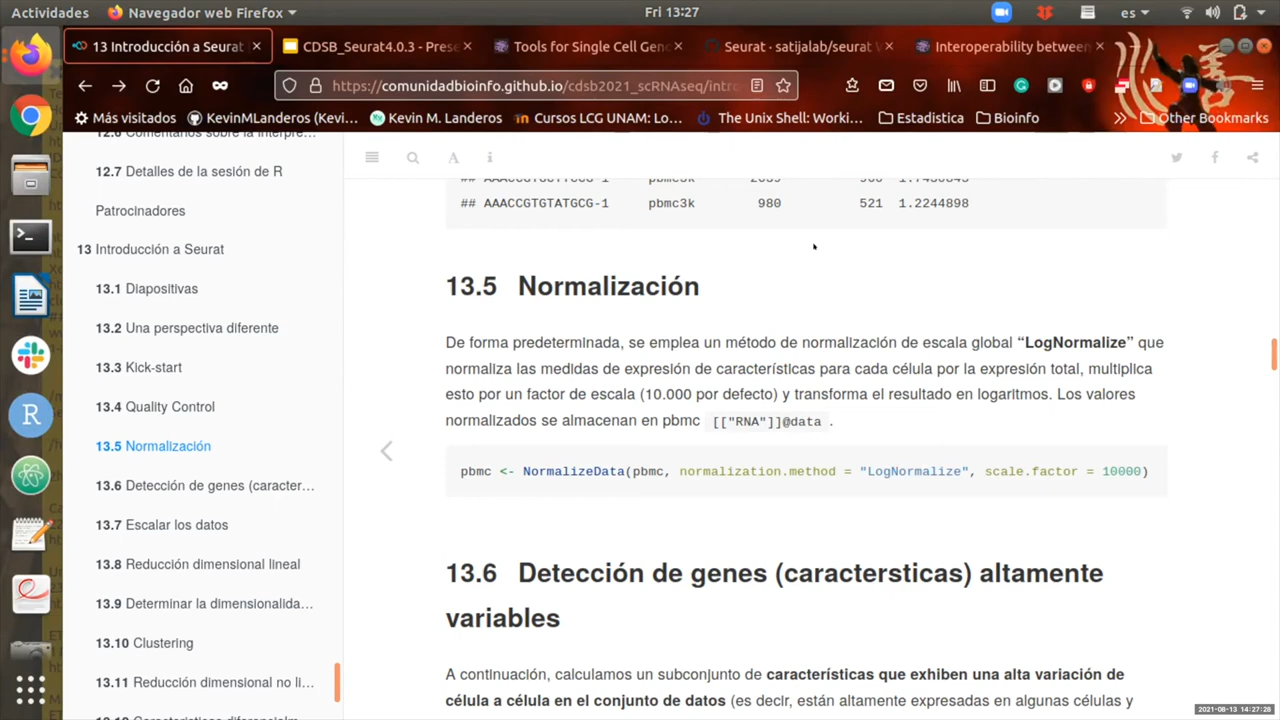 Actividades
Navegador web Firefox
Fri 13:27
es
13 Introducción a Seurat
CDSB_Seurat4.0.3 - Prese
Tools for Single Cell Geno
Seurat · satijalab/seurat W
Interoperability between
https://comunidadbioinfo.github.io/cdsb2021_scRNAseq/intro
Más visitados
KevinMLanderos (Kevi…
Kevin M. Landeros
Cursos LCG UNAM: Lo…
The Unix Shell: Worki…
Estadistica
Bioinfo
Other Bookmarks
12.7 Detalles de la sesión de R
Patrocinadores
13 Introducción a Seurat
13.1 Diapositivas
13.2 Una perspectiva diferente
13.3 Kick-start
13.4 Quality Control
13.5 Normalización
13.6 Detección de genes (caracter…
13.7 Escalar los datos
13.8 Reducción dimensional lineal
13.9 Determinar la dimensionalida…
13.10 Clustering
13.11 Reducción dimensional no li…
## AAACCGTGTATGCG-1 pbmc3k 980 521 1.2244898
13.5 Normalización
De forma predeterminada, se emplea un método de normalización de escala global “LogNormalize” que
normaliza las medidas de expresión de características para cada célula por la expresión total, multiplica
esto por un factor de escala (10.000 por defecto) y transforma el resultado en logaritmos. Los valores
normalizados se almacenan en pbmc [["RNA"]]@data .
pbmc <- NormalizeData(pbmc, normalization.method = "LogNormalize", scale.factor = 10000)
13.6 Detección de genes (caractersticas) altamente
variables
A continuación, calculamos un subconjunto de características que exhiben una alta variación de
célula a célula en el conjunto de datos (es decir, están altamente expresadas en algunas células y
2021-08-13 14:27:28